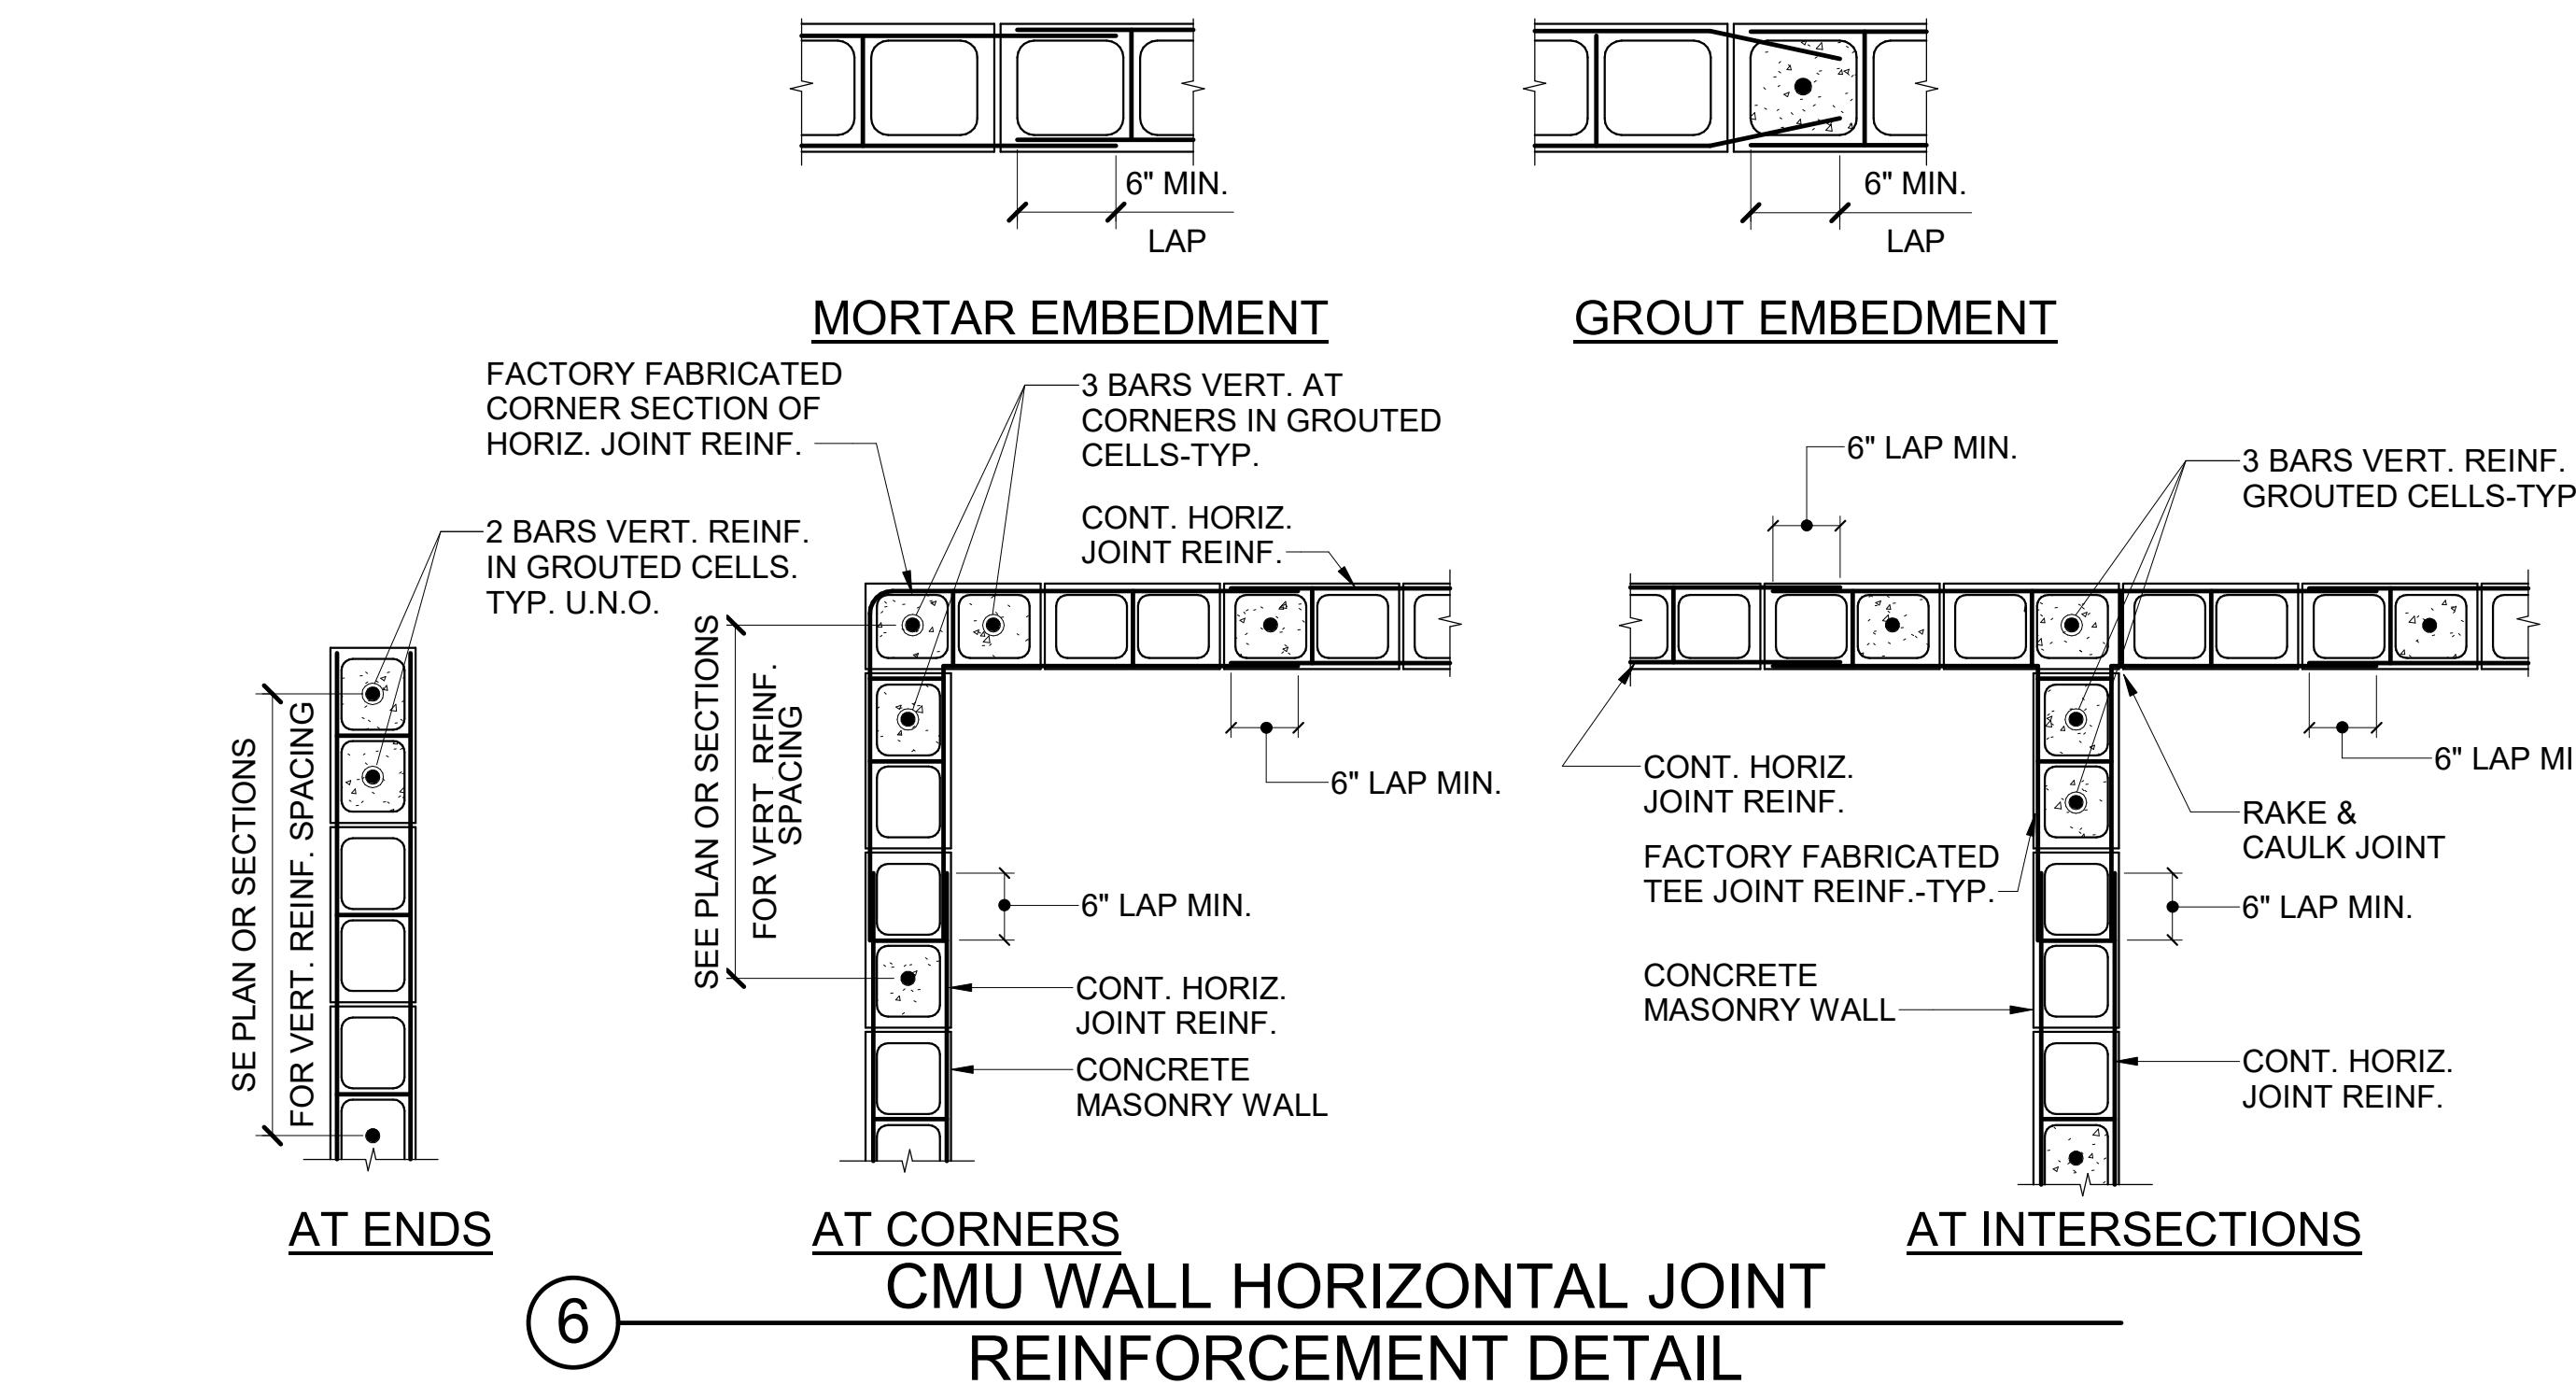 6" MIN.
LAP
6" MIN.
LAP
MORTAR EMBEDMENT
GROUT EMBEDMENT
FACTORY FABRICATED
CORNER SECTION OF
HORIZ. JOINT REINF.
3 BARS VERT. AT
CORNERS IN GROUTED
CELLS-TYP.
6" LAP MIN.
3 BARS VERT. REINF.
GROUTED CELLS-TYP
2 BARS VERT. REINF.
IN GROUTED CELLS.
TYP. U.N.O.
CONT. HORIZ.
JOINT REINF.
SE PLAN OR SECTIONS
FOR VERT. REINF. SPACING
SEE PLAN OR SECTIONS
FOR VERT. REINF.
SPACING
6" LAP MIN.
CONT. HORIZ.
JOINT REINF.
6" LAP MI
FACTORY FABRICATED
TEE JOINT REINF.-TYP.
RAKE &
CAULK JOINT
6" LAP MIN.
6" LAP MIN.
CONT. HORIZ.
JOINT REINF.
CONCRETE
MASONRY WALL
CONCRETE
MASONRY WALL
CONT. HORIZ.
JOINT REINF.
AT ENDS
AT CORNERS
AT INTERSECTIONS
6
CMU WALL HORIZONTAL JOINT
REINFORCEMENT DETAIL